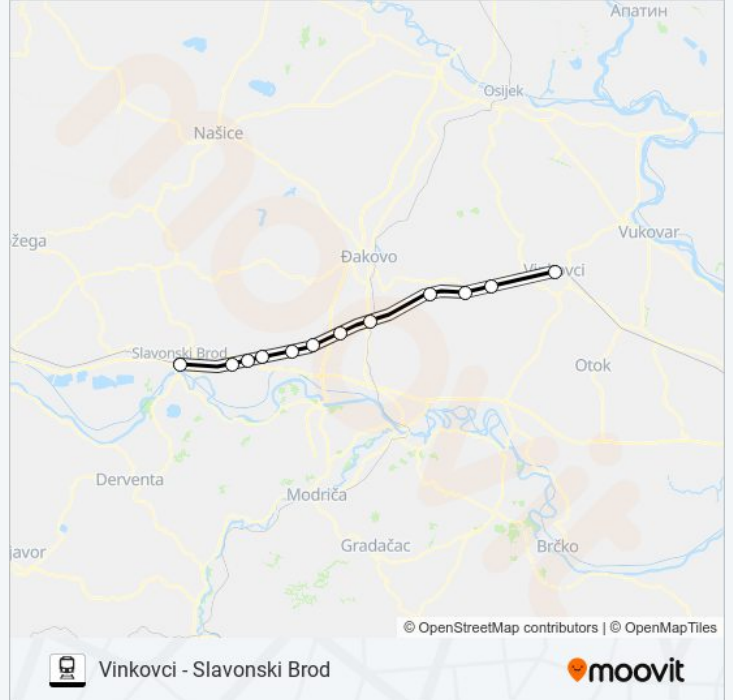 Апатин
Osijek
Našice
Vukovar
žega
Đakovo
Vinkovci
Slavonski Brod
Otok
Derventa
Modriča
Gradačac
Brčko
javor
moovit
© OpenStreetMap contributors | © OpenMapTiles
Vinkovci - Slavonski Brod
moovit